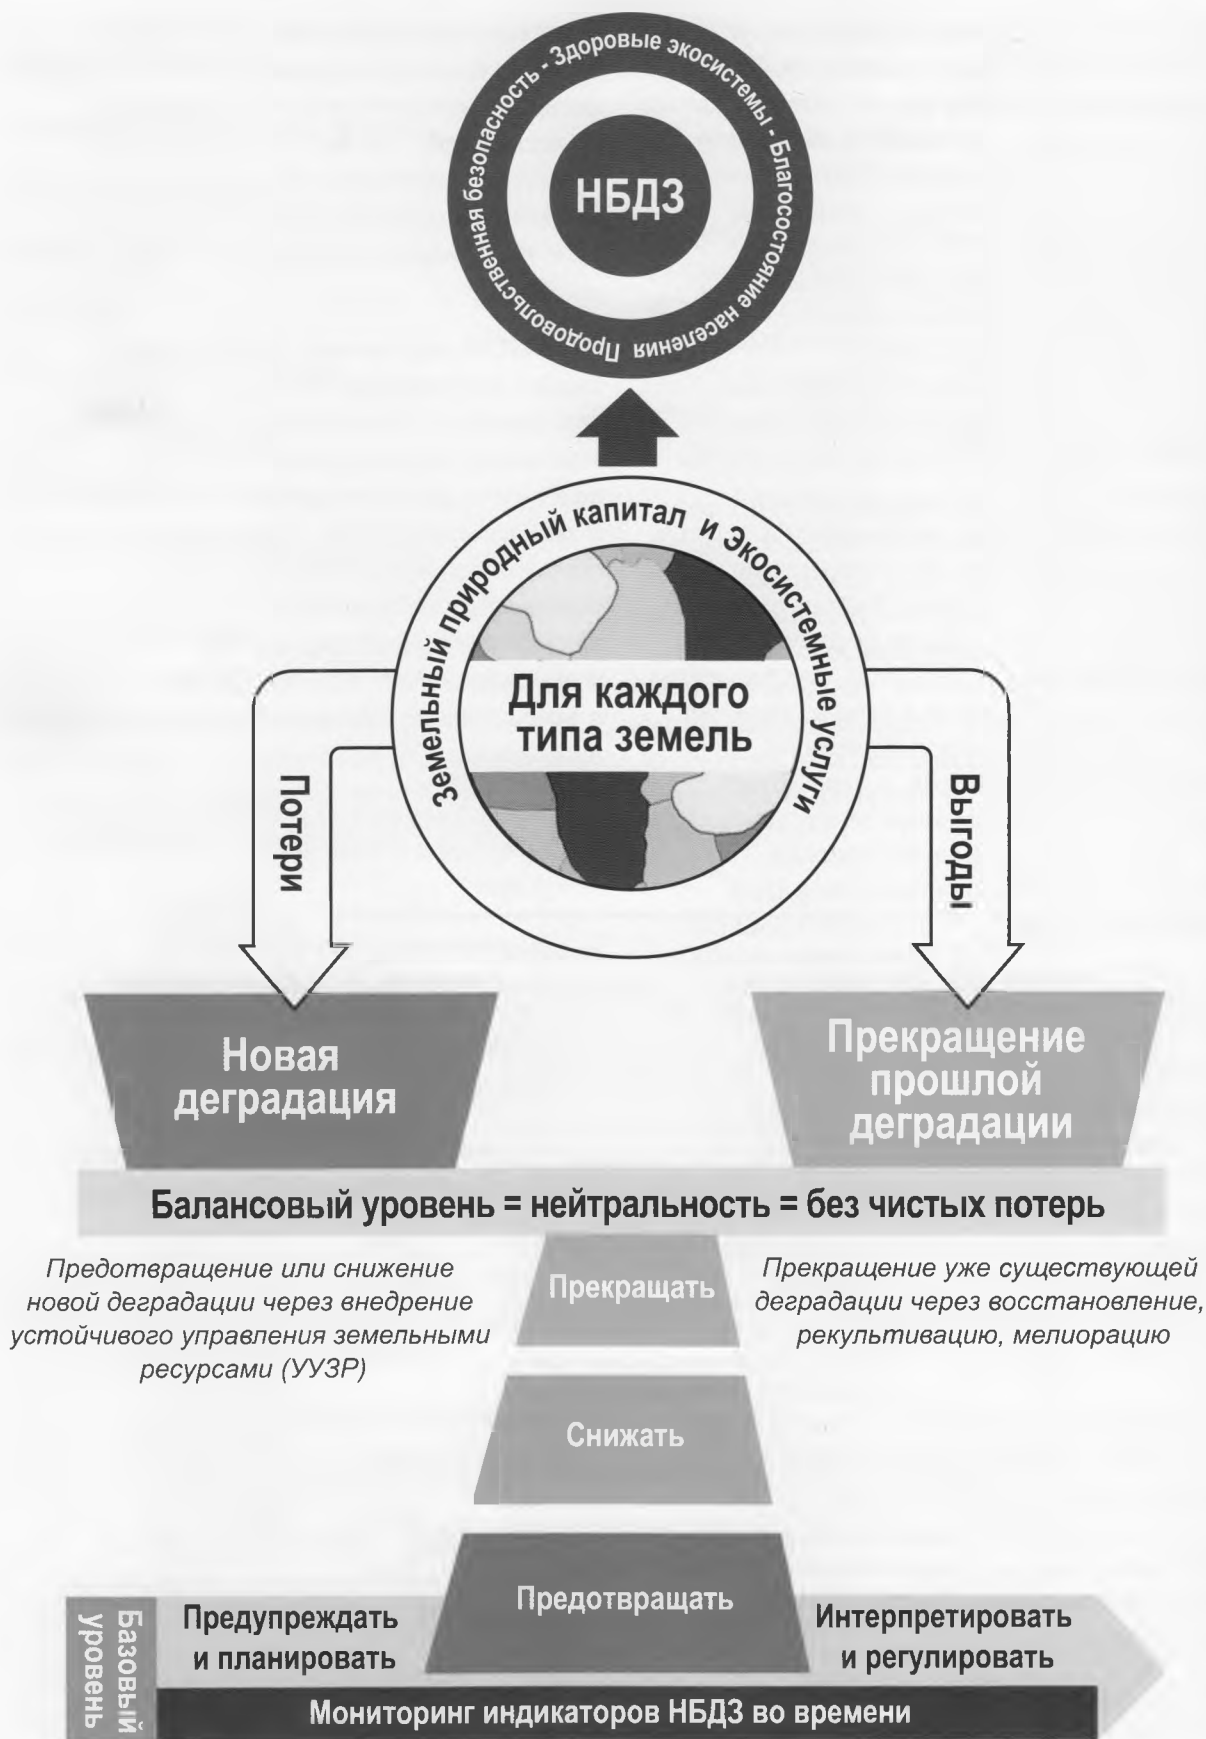 Продовольственная безопасность - Здоровые экосистемы - Благосостояние населения
НБДЗ
Земельный природный капитал и Экосистемные услуги
Для каждого
типа земель
Потери
Выгоды
Новая
деградация
Прекращение
прошлой
деградации
Балансовый уровень = нейтральность = без чистых потерь
Предотвращение или снижение
новой деградации через внедрение
устойчивого управления земельными
ресурсами (УУЗР)
Прекращать
Прекращение уже существующей
деградации через восстановление,
рекультивацию, мелиорацию
Снижать
Предотвращать
Базовый
уровень
Предупреждать
и планировать
Интерпретировать
и регулировать
Мониторинг индикаторов НБДЗ во времени